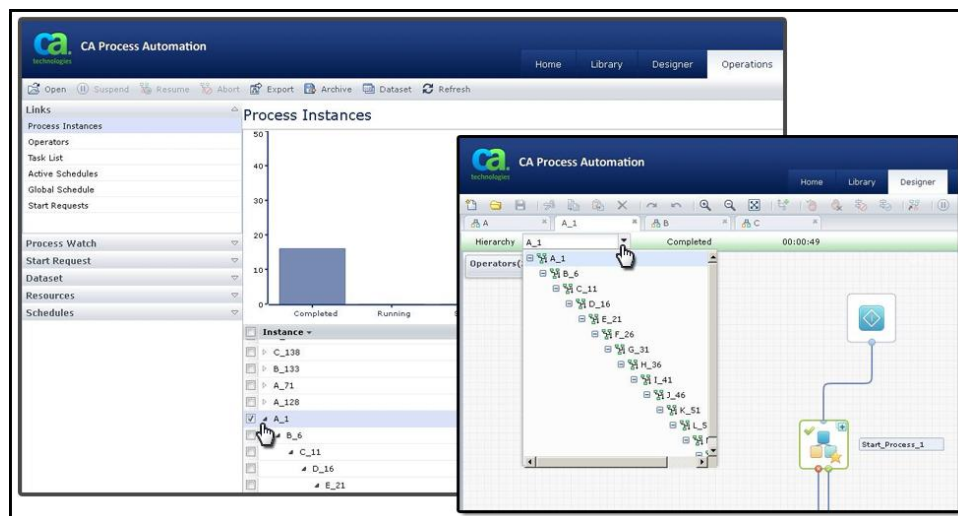 ca
technologies
CA Process Automation
Home Library Designer Operations
Open Suspend Resume Abort Export Archive Dataset Refresh
Links
Process Instances
Operators
Task List
Active Schedules
Global Schedule
Start Requests
Process Watch
Start Request
Dataset
Resources
Schedules
Process Instances
50
40
30
20
10
0
Completed Running
Instance
C_138
B_133
A_71
A_128
A_1
B_6
C_11
D_16
E_21
ca
technologies
CA Process Automation
Home Library Designer
A A_1 B C
Hierarchy A_1 Completed 00:00:49
Operators(
A_1
B_6
C_11
D_16
E_21
F_26
G_31
H_36
I_41
J_46
K_51
L_5
Start_Process_1